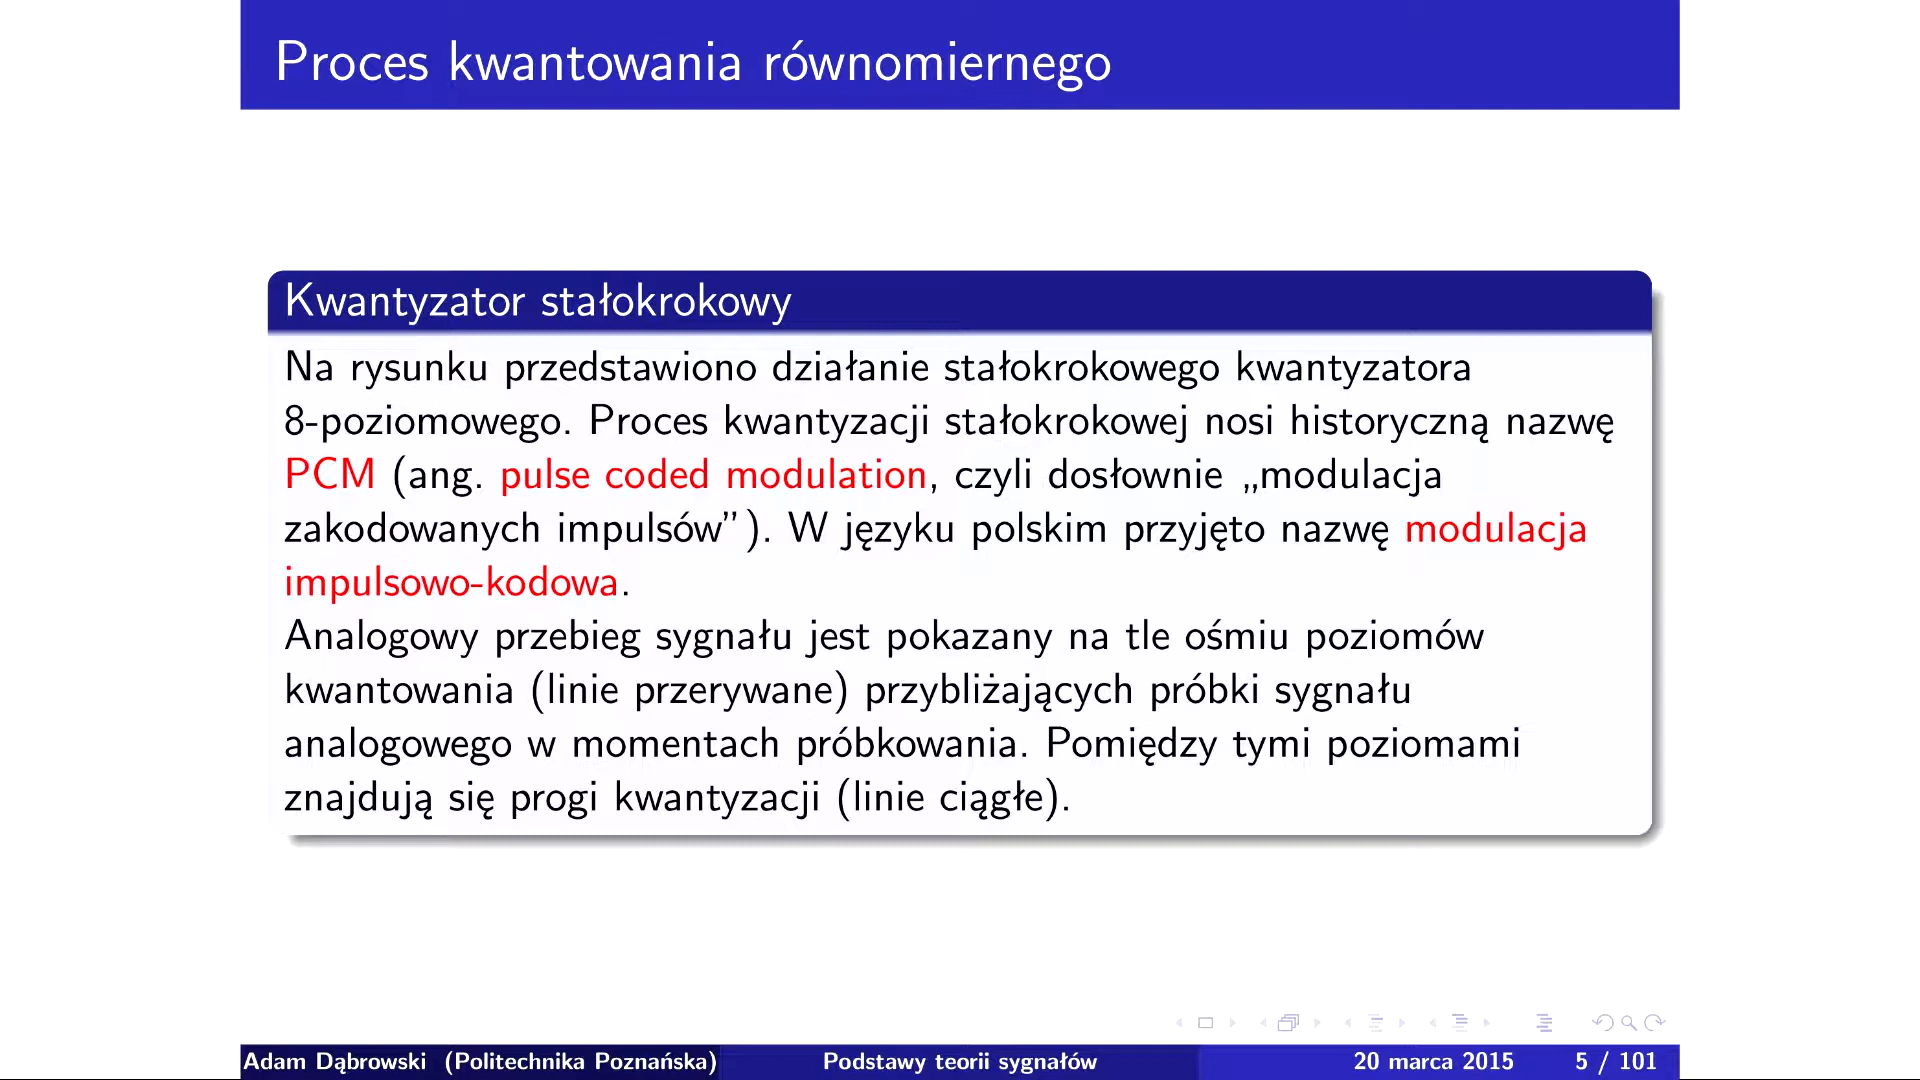 Proces kwantowania równomiernego
Kwantyzator stałokrokowy
Na rysunku przedstawiono działanie stałokrokowego kwantyzatora
8-poziomowego. Proces kwantyzacji stałokrokowej nosi historyczną nazwę
PCM (ang. pulse coded modulation, czyli dosłownie „modulacja
zakodowanych impulsów”). W języku polskim przyjęto nazwę modulacja
impulsowo-kodowa.
Analogowy przebieg sygnału jest pokazany na tle ośmiu poziomów
kwantowania (linie przerywane) przybliżających próbki sygnału
analogowego w momentach próbkowania. Pomiędzy tymi poziomami
znajdują się progi kwantyzacji (linie ciągłe).
Adam Dąbrowski (Politechnika Poznańska) Podstawy teorii sygnałów 20 marca 2015 5 / 101